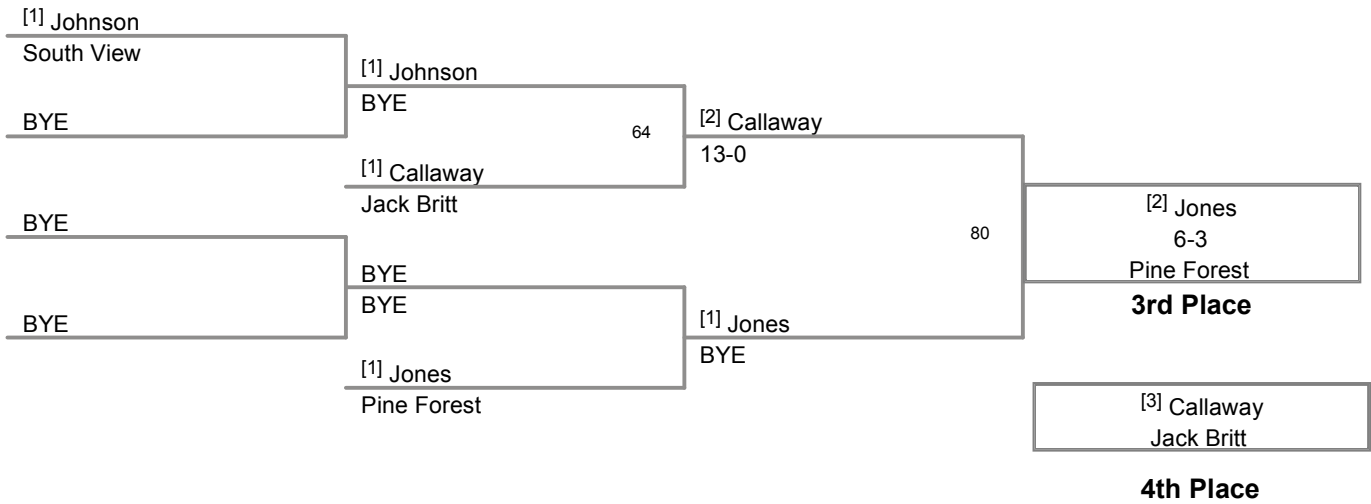 [1] Johnson
South View
BYE
BYE
BYE
[1] Johnson
BYE
64
[1] Callaway
Jack Britt
BYE
BYE
[1] Jones
Pine Forest
[2] Callaway
13-0
80
[1] Jones
BYE
[2] Jones
6-3
Pine Forest
3rd Place
[3] Callaway
Jack Britt
4th Place